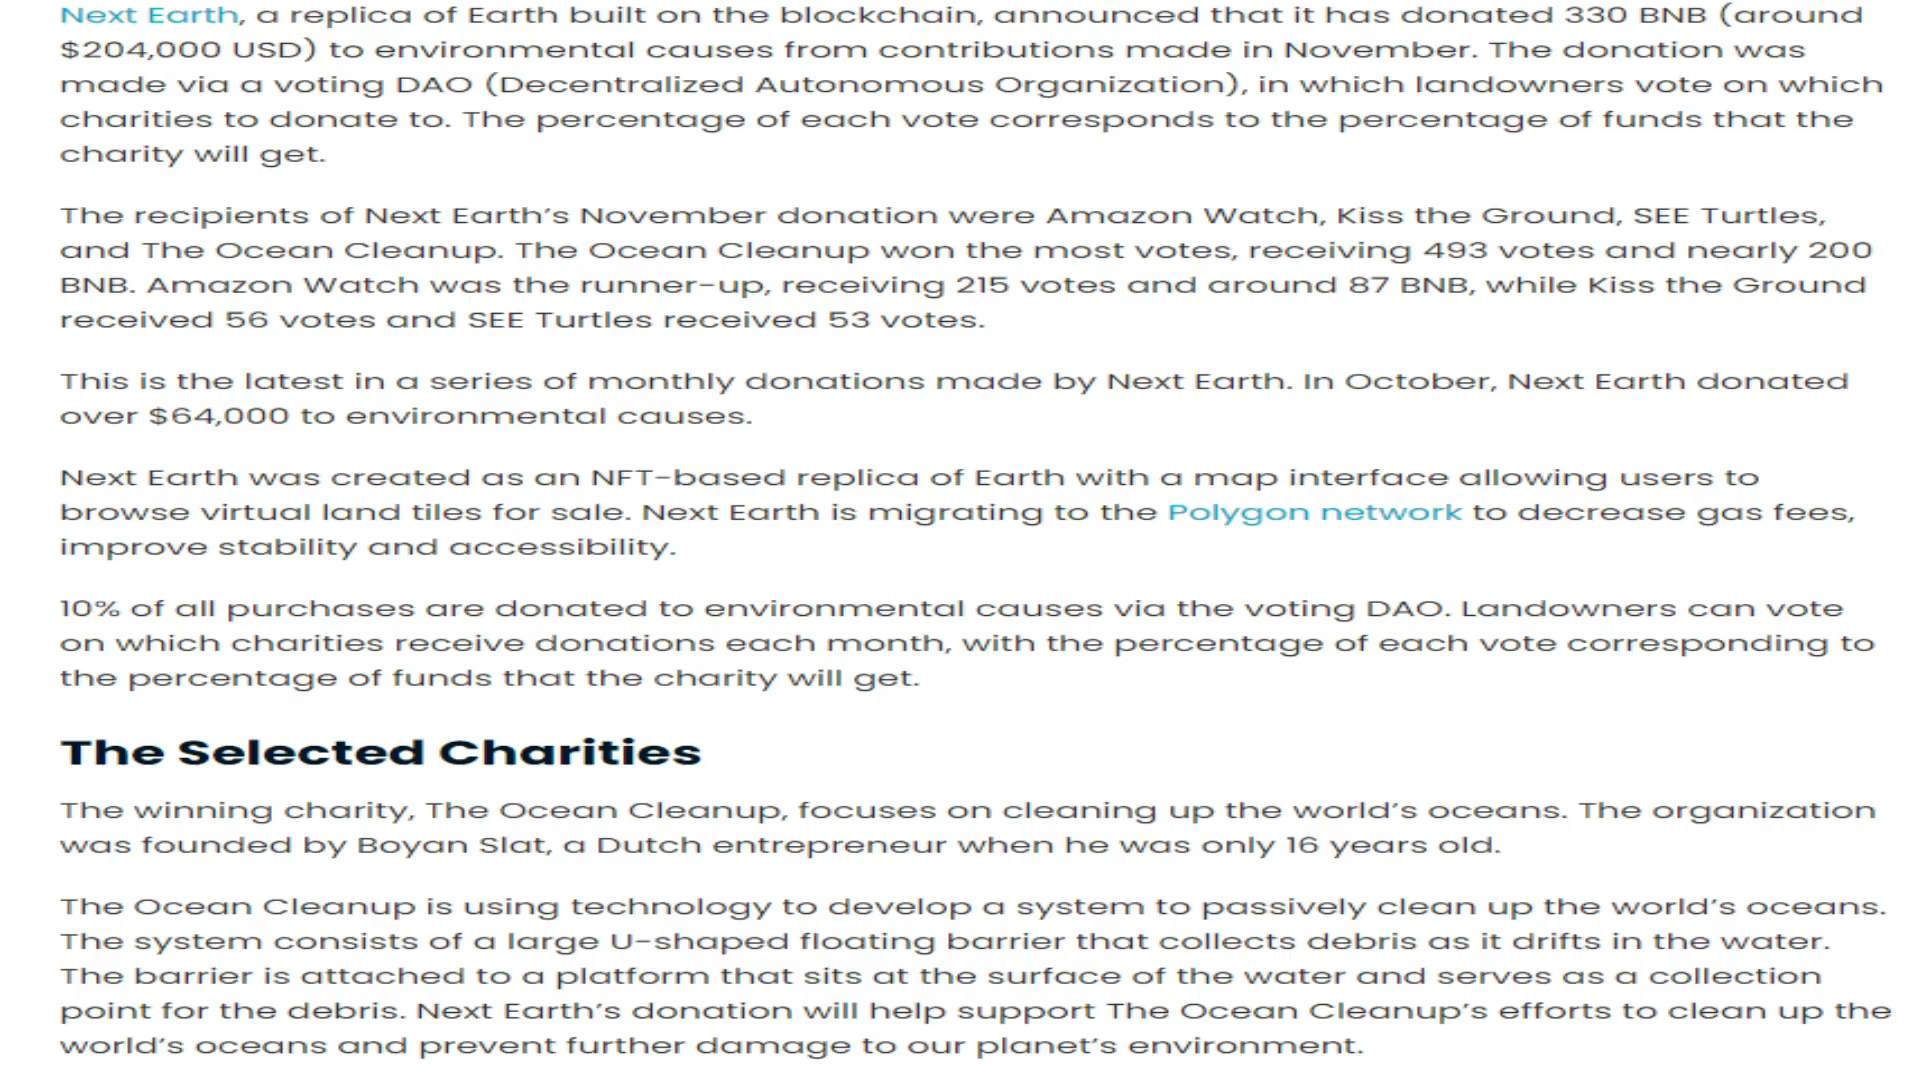 Next Earth, a replica of Earth built on the blockchain, announced that it has donated 330 BNB (around
$204,000 USD) to environmental causes from contributions made in November. The donation was
made via a voting DAO (Decentralized Autonomous Organization), in which landowners vote on which
charities to donate to. The percentage of each vote corresponds to the percentage of funds that the
charity will get.
The recipients of Next Earth’s November donation were Amazon Watch, Kiss the Ground, SEE Turtles,
and The Ocean Cleanup. The Ocean Cleanup won the most votes, receiving 493 votes and nearly 200
BNB. Amazon Watch was the runner-up, receiving 215 votes and around 87 BNB, while Kiss the Ground
received 56 votes and SEE Turtles received 53 votes.
This is the latest in a series of monthly donations made by Next Earth. In October, Next Earth donated
over $64,000 to environmental causes.
Next Earth was created as an NFT-based replica of Earth with a map interface allowing users to
browse virtual land tiles for sale. Next Earth is migrating to the Polygon network to decrease gas fees,
improve stability and accessibility.
10% of all purchases are donated to environmental causes via the voting DAO. Landowners can vote
on which charities receive donations each month, with the percentage of each vote corresponding to
the percentage of funds that the charity will get.
The Selected Charities
The winning charity, The Ocean Cleanup, focuses on cleaning up the world’s oceans. The organization
was founded by Boyan Slat, a Dutch entrepreneur when he was only 16 years old.
The Ocean Cleanup is using technology to develop a system to passively clean up the world’s oceans.
The system consists of a large U-shaped floating barrier that collects debris as it drifts in the water.
The barrier is attached to a platform that sits at the surface of the water and serves as a collection
point for the debris. Next Earth’s donation will help support The Ocean Cleanup’s efforts to clean up the
world’s oceans and prevent further damage to our planet’s environment.